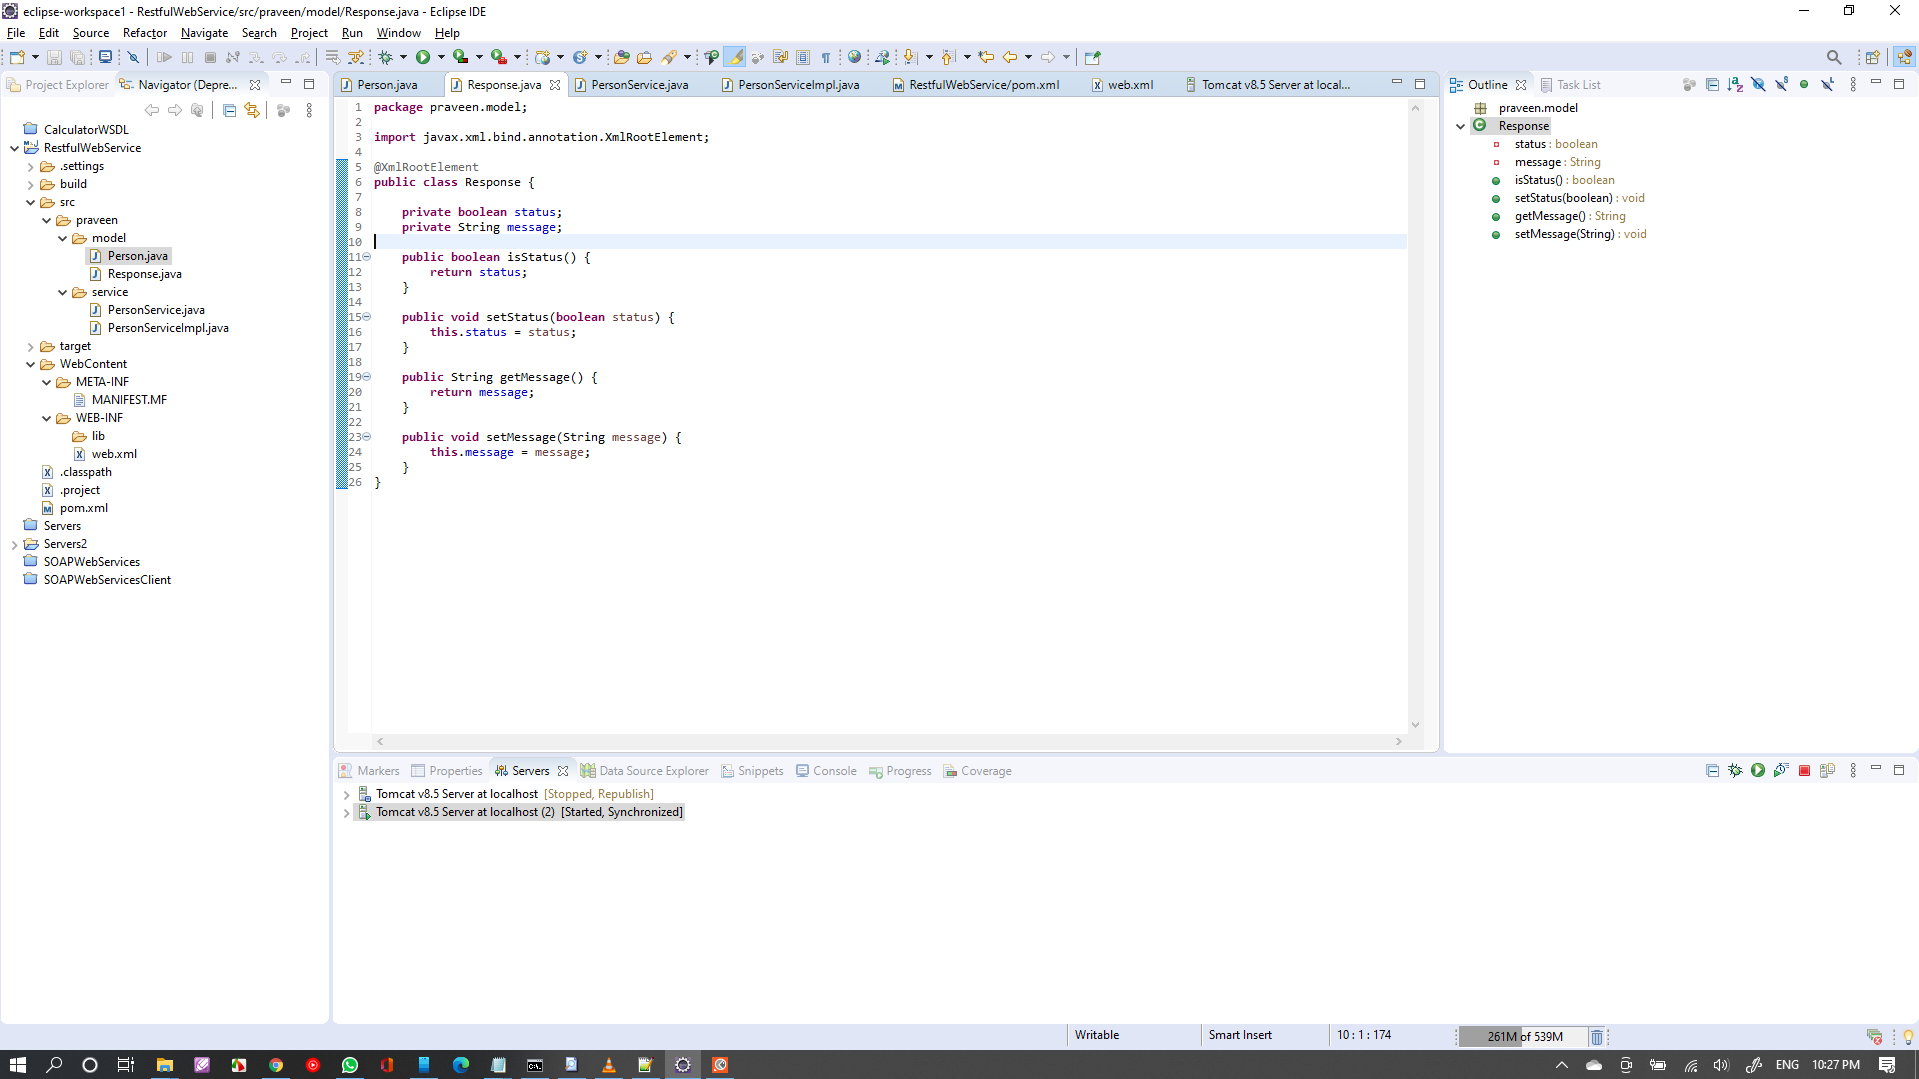 eclipse-workspace1 - RestfulWebService/src/praveen/model/Response.java - Eclipse IDE
File Edit Source Refactor Navigate Search Project Run Window Help
Project Explorer Navigator (Depre...
CalculatorWSDL
RestfulWebService
.settings
build
src
praveen
model
Person.java
Response.java
service
PersonService.java
PersonServiceImpl.java
target
WebContent
META-INF
MANIFEST.MF
WEB-INF
lib
web.xml
.classpath
.project
pom.xml
Servers
Servers2
SOAPWebServices
SOAPWebServicesClient
Person.java Response.java PersonService.java PersonServiceImpl.java RestfulWebService/pom.xml web.xml Tomcat v8.5 Server at local...
1 package praveen.model;
2
3 import javax.xml.bind.annotation.XmlRootElement;
4
5 @XmlRootElement
6 public class Response {
7
8 private boolean status;
9 private String message;
10
11 public boolean isStatus() {
12 return status;
13 }
14
15 public void setStatus(boolean status) {
16 this.status = status;
17 }
18
19 public String getMessage() {
20 return message;
21 }
22
23 public void setMessage(String message) {
24 this.message = message;
25 }
26 }
Outline Task List
praveen.model
Response
status : boolean
message : String
isStatus() : boolean
setStatus(boolean) : void
getMessage() : String
setMessage(String) : void
Markers Properties Servers Data Source Explorer Snippets Console Progress Coverage
Tomcat v8.5 Server at localhost [Stopped, Republish]
Tomcat v8.5 Server at localhost (2) [Started, Synchronized]
Writable Smart Insert 10 : 1 : 174 261M of 539M
ENG 10:27 PM